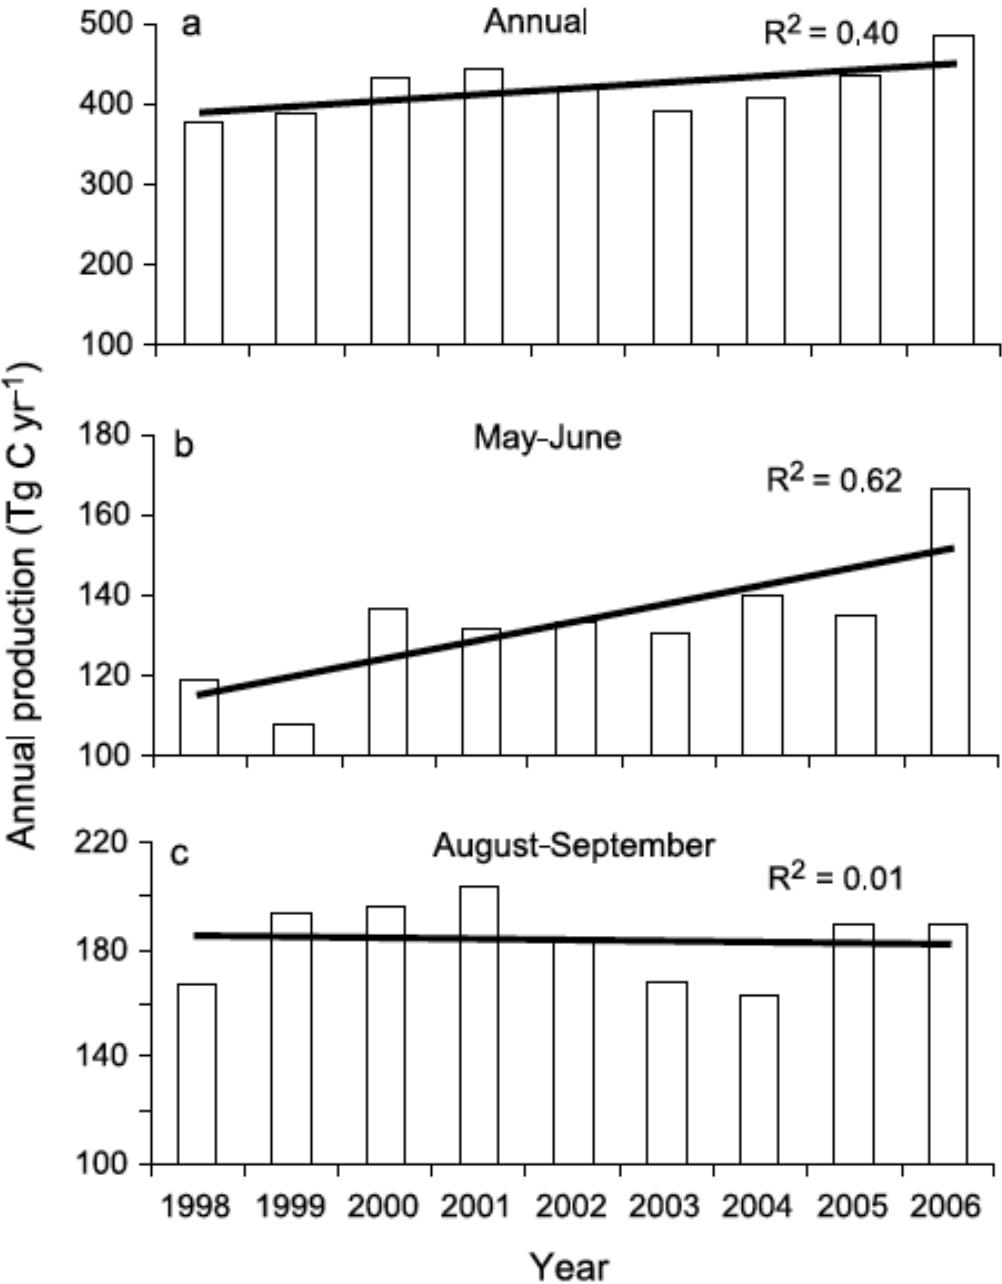 a
Annual
R² = 0.40
500
400
300
200
100
b
May-June
R² = 0.62
180
160
140
120
100
c
August-September
R² = 0.01
220
180
140
100
Annual production (Tg C yr⁻¹)
1998 1999 2000 2001 2002 2003 2004 2005 2006
Year